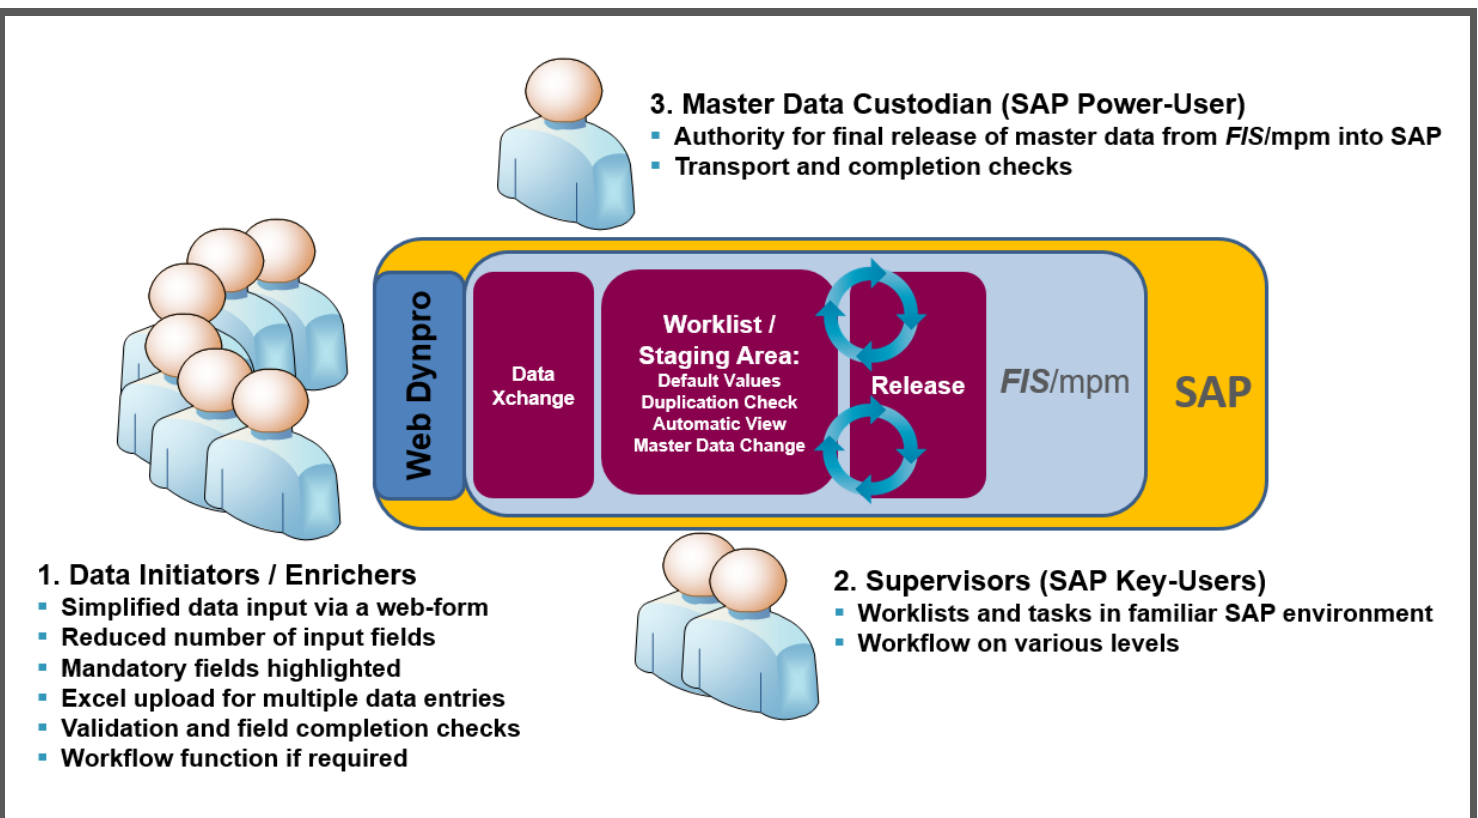 3. Master Data Custodian (SAP Power-User)
▪ Authority for final release of master data from FIS/mpm into SAP
▪ Transport and completion checks
Web Dynpro
Data
Xchange
Worklist /
Staging Area:
Default Values
Duplication Check
Automatic View
Master Data Change
Release
FIS/mpm
SAP
1. Data Initiators / Enrichers
▪ Simplified data input via a web-form
▪ Reduced number of input fields
▪ Mandatory fields highlighted
▪ Excel upload for multiple data entries
▪ Validation and field completion checks
▪ Workflow function if required
2. Supervisors (SAP Key-Users)
▪ Worklists and tasks in familiar SAP environment
▪ Workflow on various levels